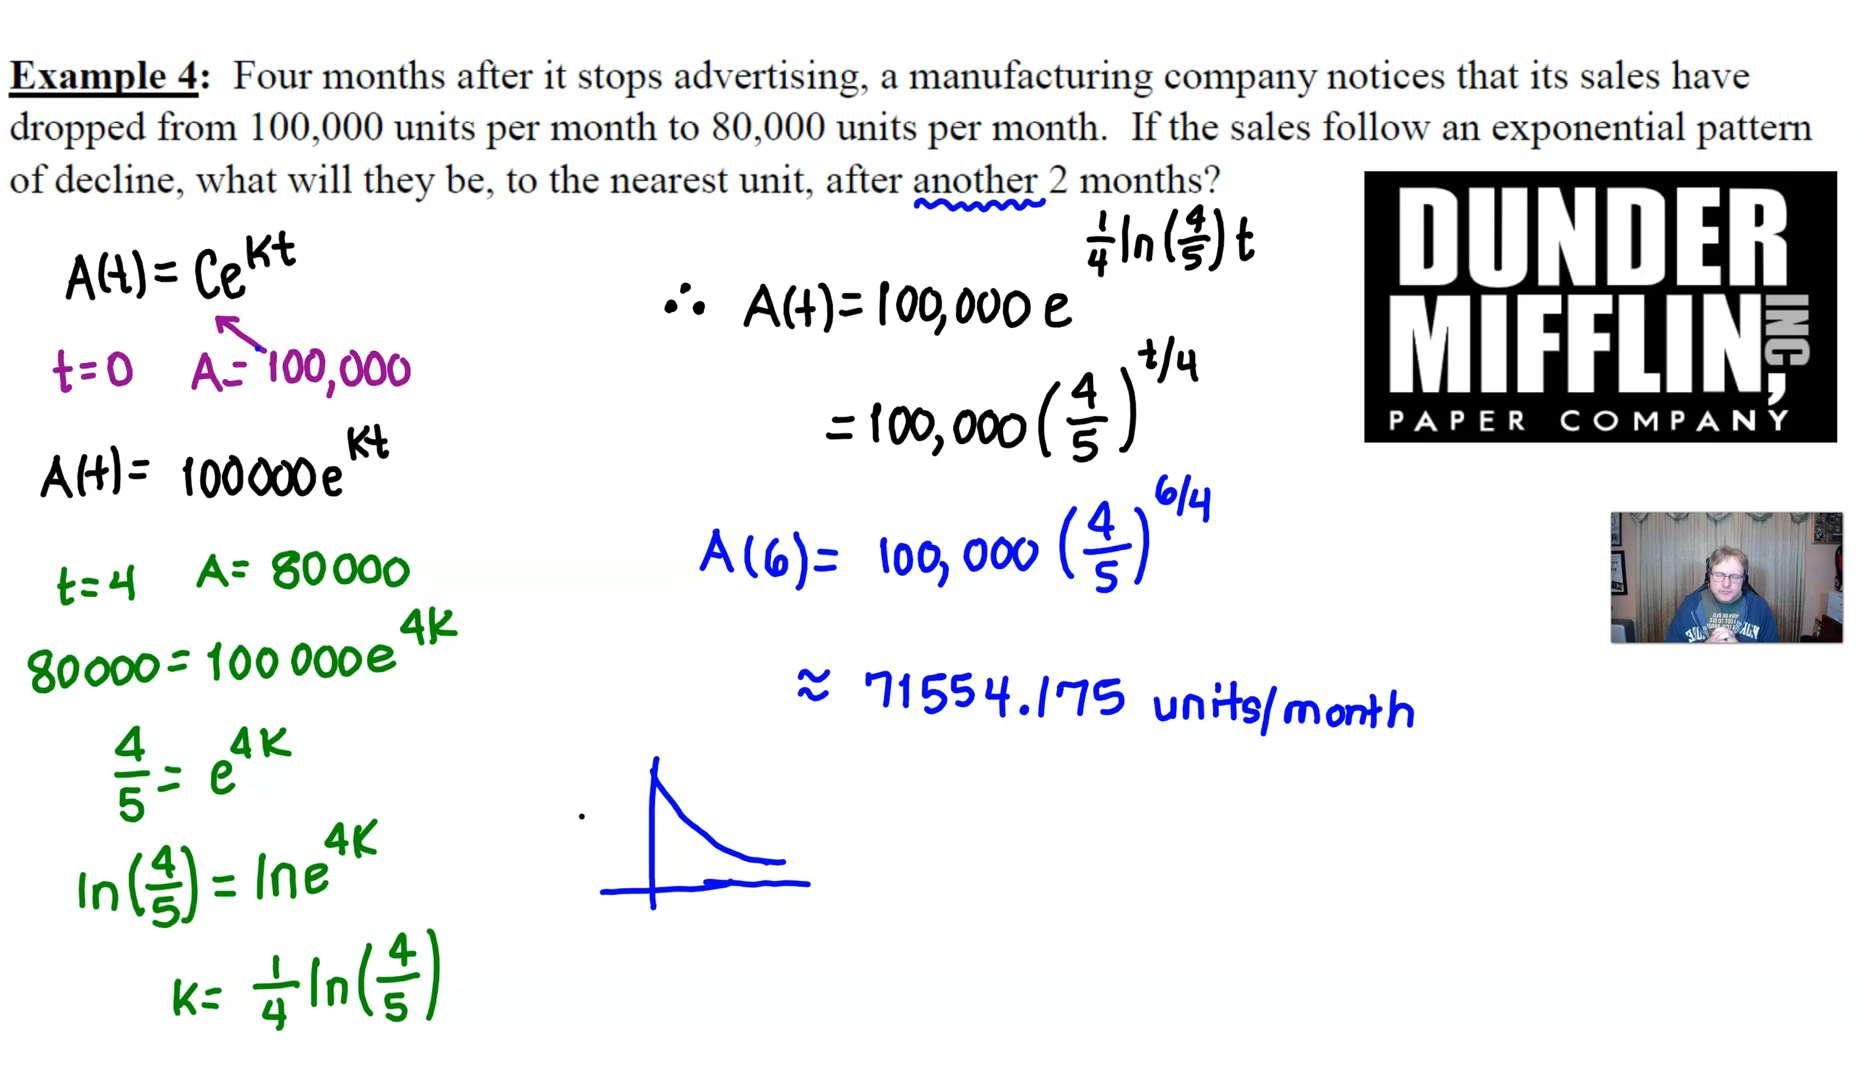 Example 4: Four months after it stops advertising, a manufacturing company notices that its sales have
dropped from 100,000 units per month to 80,000 units per month. If the sales follow an exponential pattern
of decline, what will they be, to the nearest unit, after another 2 months?
A(t) = Ce^{kt}
t=0 A= 100,000
A(t) = 100000e^{kt}
t=4 A= 80000
80000 = 100 000e^{4k}
4/5 = e^{4k}
ln(4/5) = lne^{4k}
k= 1/4 ln(4/5)
∴ A(t) = 100,000 e^{1/4 ln(4/5) t}
= 100,000 (4/5)^{t/4}
A(6) = 100,000 (4/5)^{6/4}
≈ 71554.175 units/month
DUNDER
MIFFLIN, INC
PAPER COMPANY